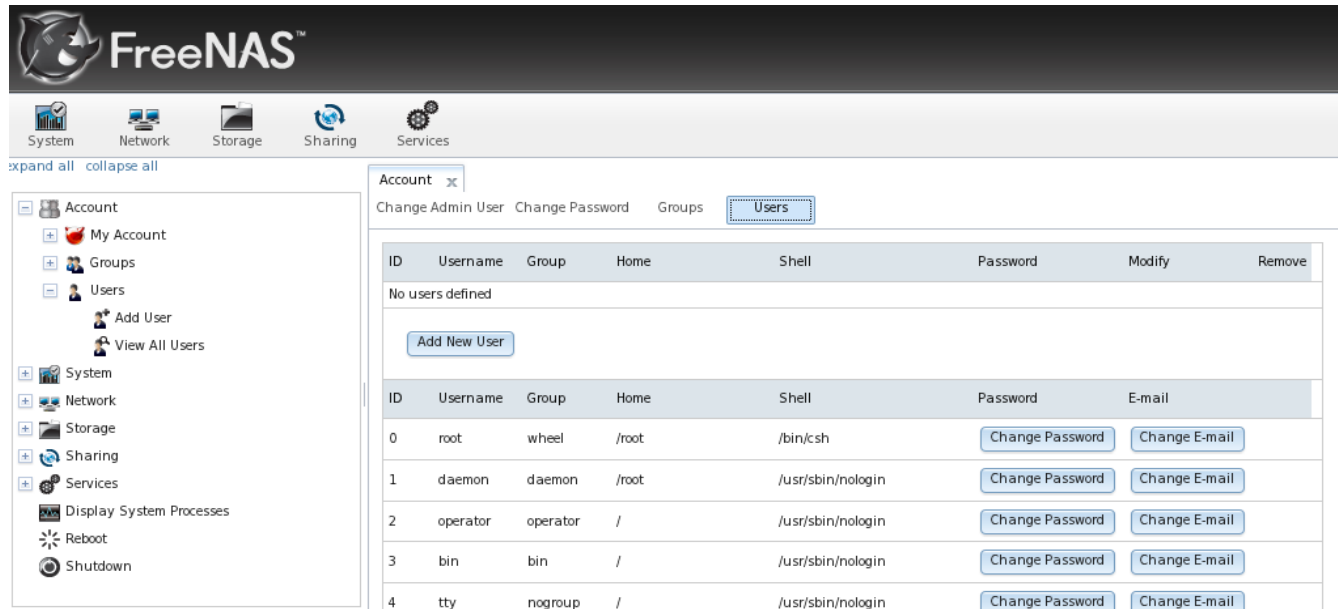 FreeNAS™
System Network Storage Sharing Services
expand all collapse all
Account
My Account
Groups
Users
Add User
View All Users
System
Network
Storage
Sharing
Services
Display System Processes
Reboot
Shutdown
Account x
Change Admin User Change Password Groups Users
ID Username Group Home Shell Password Modify Remove
No users defined
Add New User
ID Username Group Home Shell Password E-mail
0 root wheel /root /bin/csh Change Password Change E-mail
1 daemon daemon /root /usr/sbin/nologin Change Password Change E-mail
2 operator operator / /usr/sbin/nologin Change Password Change E-mail
3 bin bin / /usr/sbin/nologin Change Password Change E-mail
4 tty nogroup / /usr/sbin/nologin Change Password Change E-mail